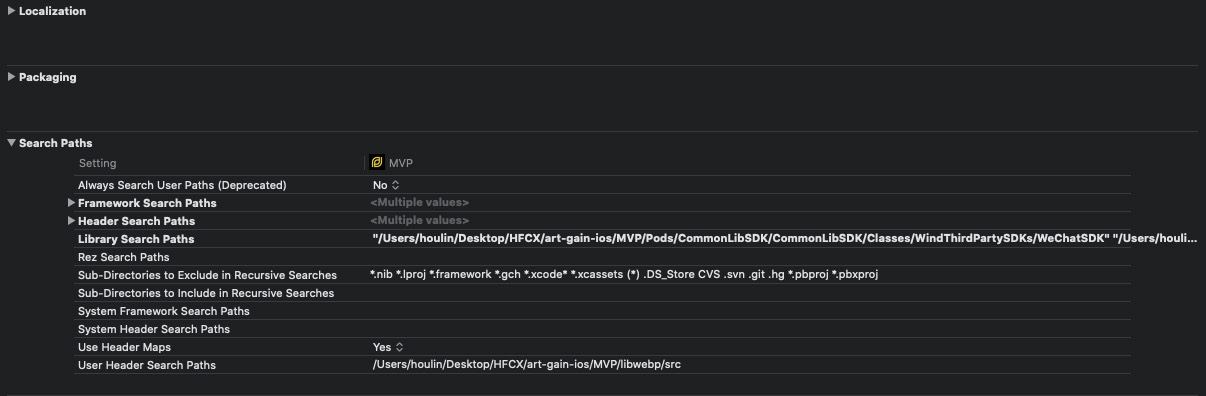 Localization
Packaging
Search Paths
Setting MVP
Always Search User Paths (Deprecated) No
Framework Search Paths <Multiple values>
Header Search Paths <Multiple values>
Library Search Paths "/Users/houlin/Desktop/HFCX/art-gain-ios/MVP/Pods/CommonLibSDK/CommonLibSDK/Classes/WindThirdPartySDKs/WeChatSDK" "/Users/houli...
Rez Search Paths
Sub-Directories to Exclude in Recursive Searches *.nib *.lproj *.framework *.gch *.xcode* *.xcassets (*) .DS_Store CVS .svn .git .hg *.pbproj *.pbxproj
Sub-Directories to Include in Recursive Searches
System Framework Search Paths
System Header Search Paths
Use Header Maps Yes
User Header Search Paths /Users/houlin/Desktop/HFCX/art-gain-ios/MVP/libwebp/src